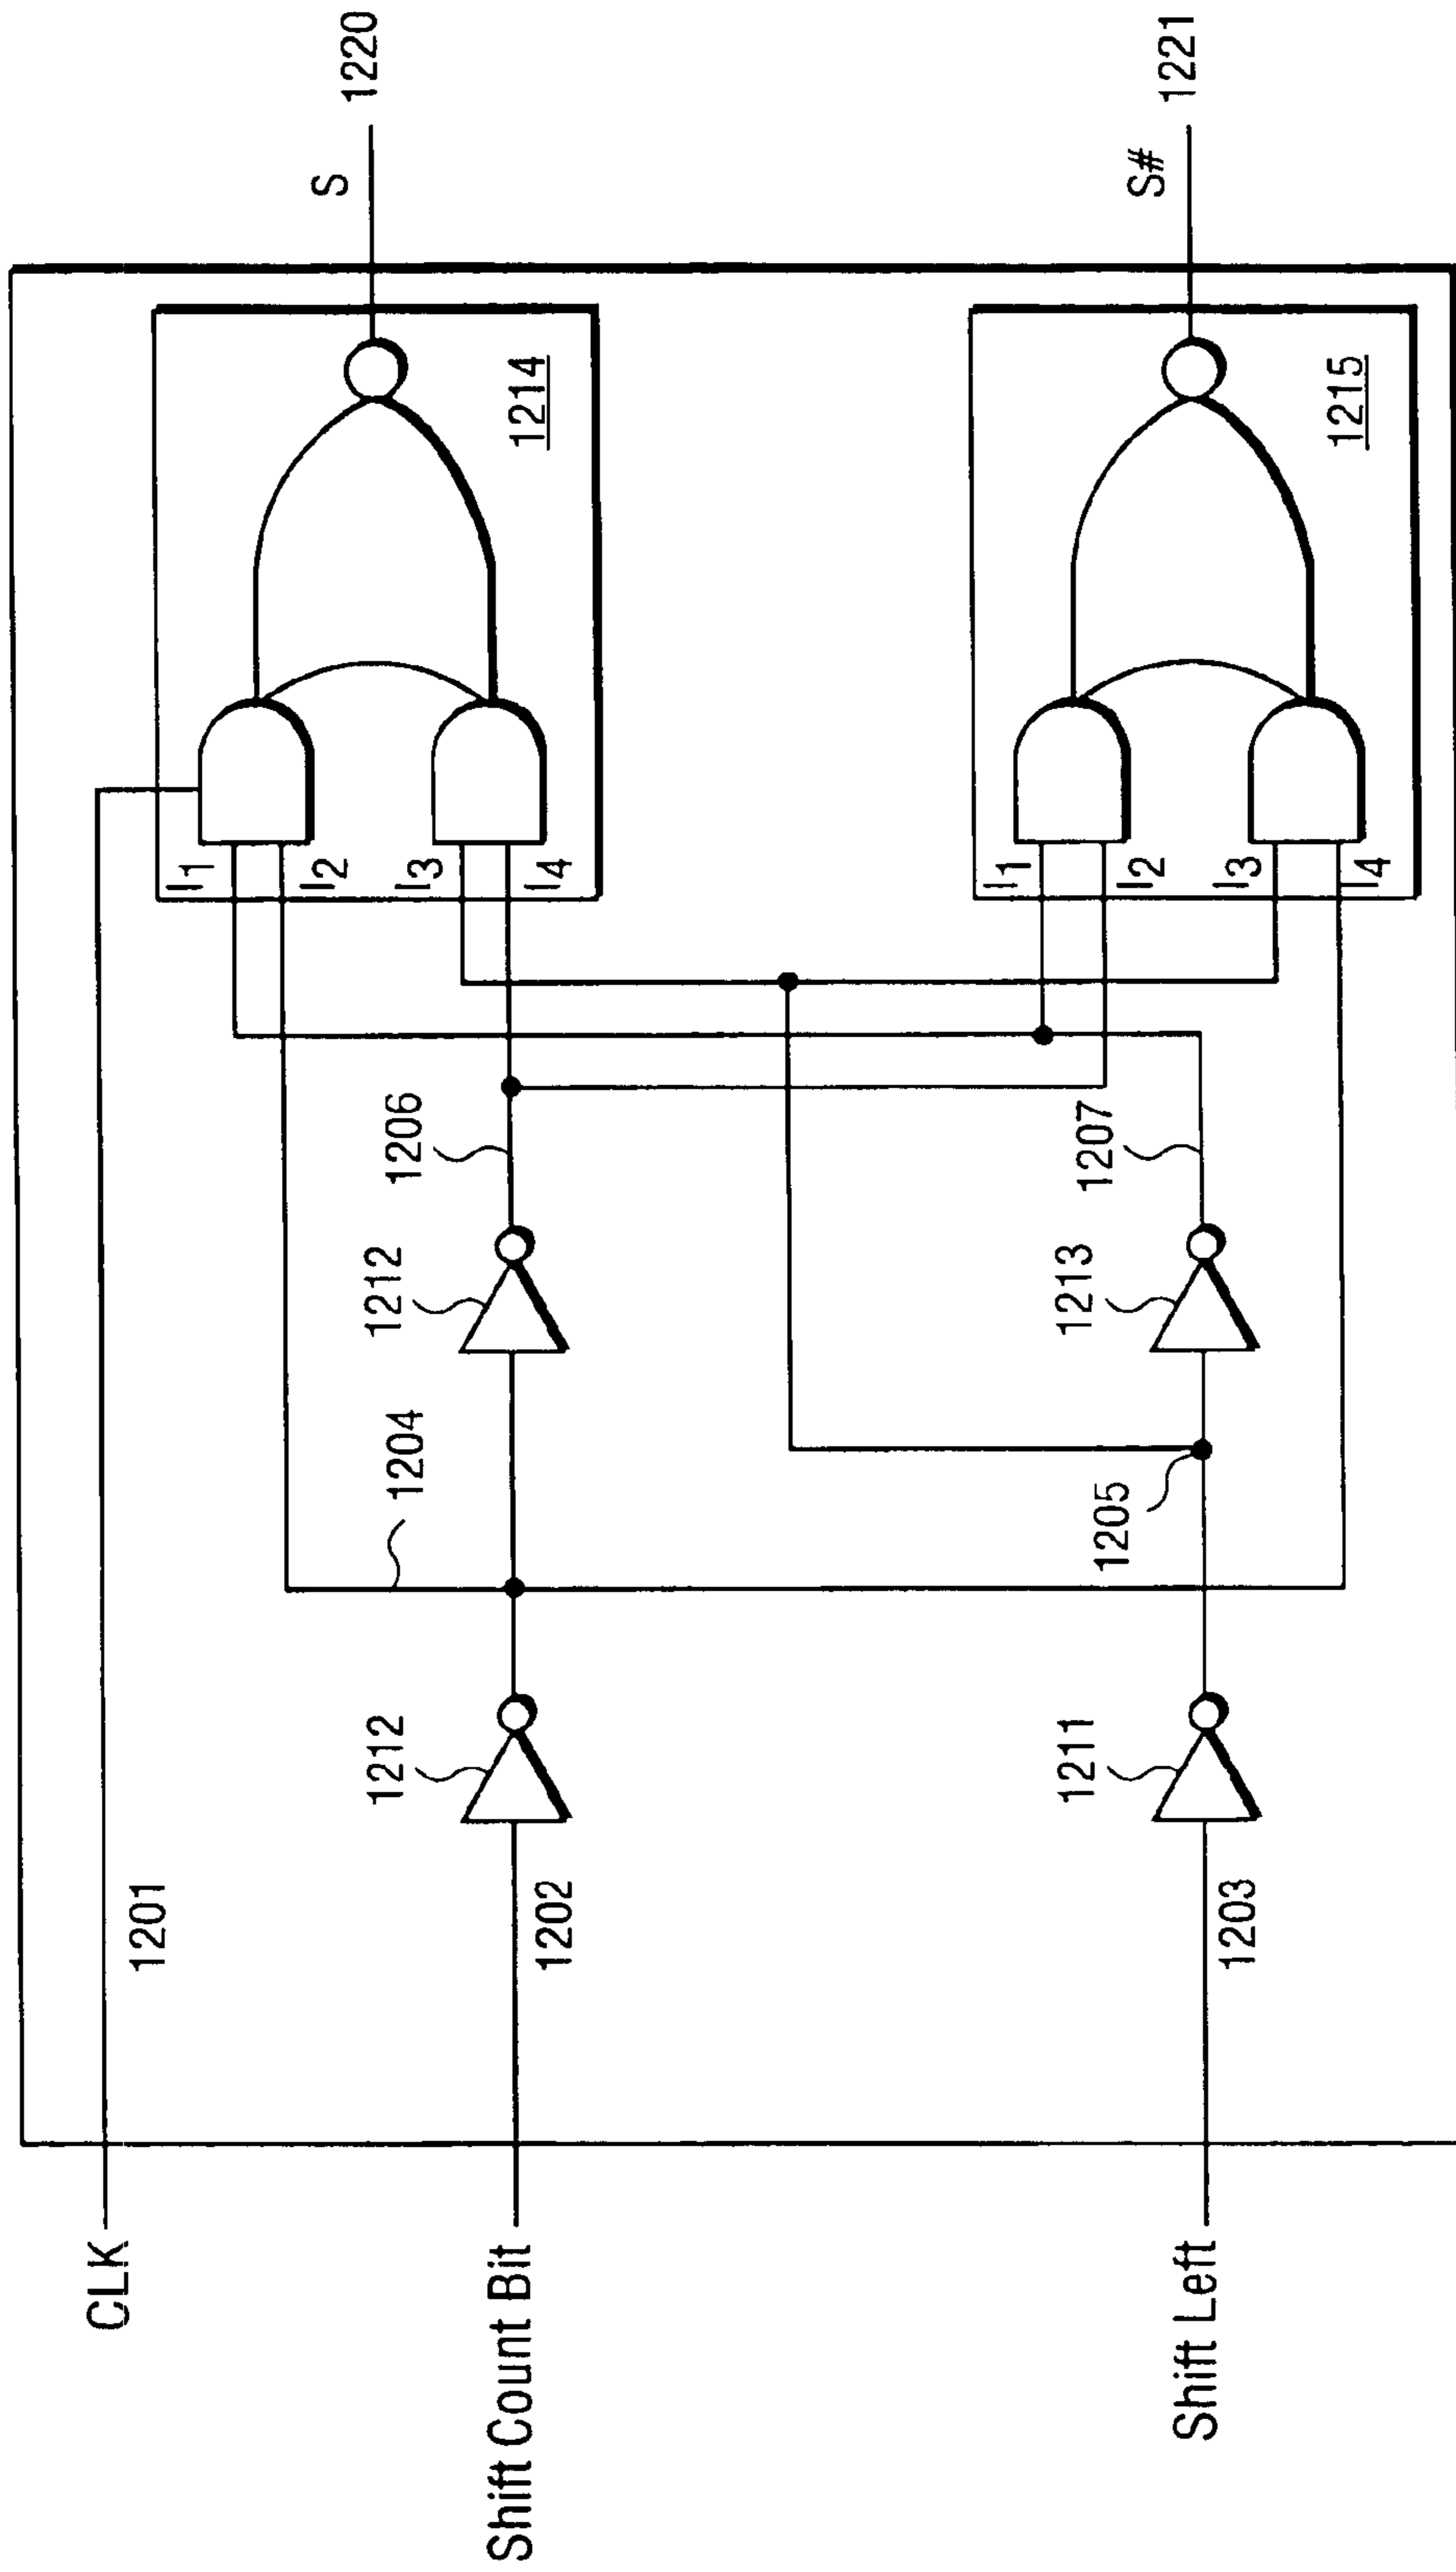 CLK
1201
Shift Count Bit
1202
1212
1204
1212
1206
Shift Left
1203
1211
1205
1213
1207
I1
I2
I3
I4
1214
S
1220
I1
I2
I3
I4
1215
S#
1221